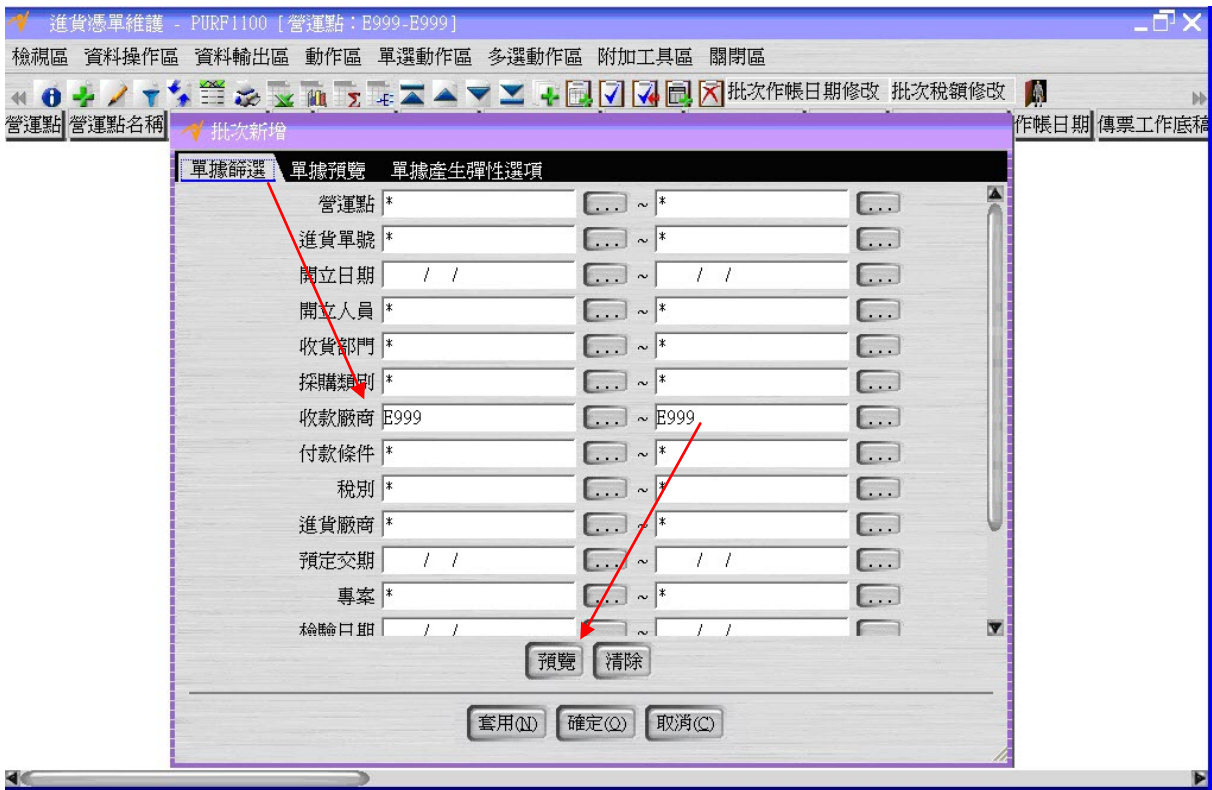 進貨憑單維護 - PURF1100 [營運點：E999-E999]
檢視區 資料操作區 資料輸出區 動作區 單選動作區 多選動作區 附加工具區 關閉區
批次作帳日期修改 批次稅額修改
營運點 營運點名稱 作帳日期 傳票工作底稿
批次新增
單據篩選 單據預覽 單據產生彈性選項
營運點 * ... ~ * ...
進貨單號 * ... ~ * ...
開立日期 / / ... ~ / / ...
開立人員 * ... ~ * ...
收貨部門 * ... ~ * ...
採購類別 * ... ~ * ...
收款廠商 E999 ... ~ E999 ...
付款條件 * ... ~ * ...
稅別 * ... ~ * ...
進貨廠商 * ... ~ * ...
預定交期 / / ... ~ / / ...
專案 * ... ~ * ...
檢驗日期 / / ~ / /
預覽 清除
套用(N) 確定(O) 取消(C)